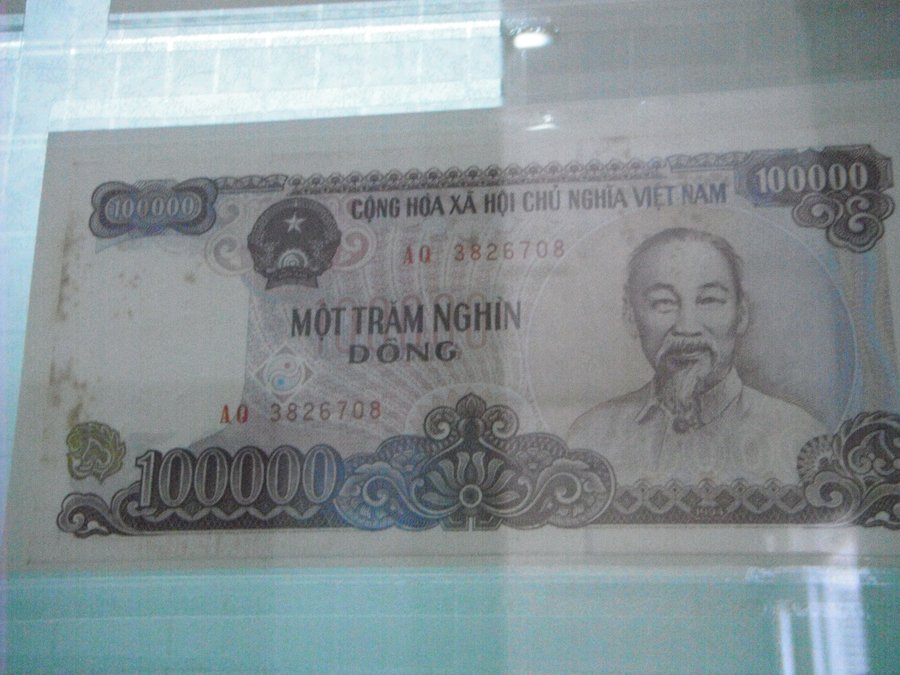 100000
CỘNG HÒA XÃ HỘI CHỦ NGHĨA VIỆT NAM
100000
AQ 3826708
MỘT TRĂM NGHÌN
ĐỒNG
AQ 3826708
100000
1994